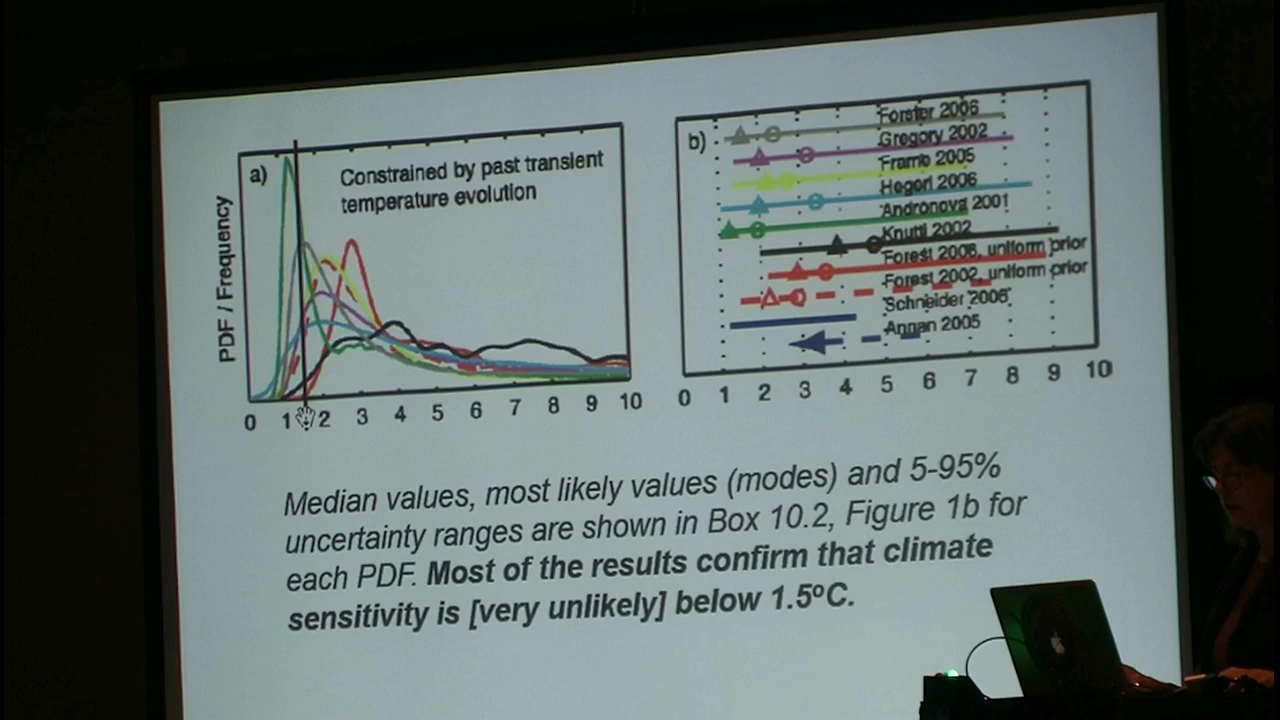 a)
Constrained by past transient
temperature evolution
PDF / Frequency
0 1 2 3 4 5 6 7 8 9 10
b)
Forster 2006
Gregory 2002
Frame 2005
Hegerl 2006
Andronova 2001
Knutti 2002
Forest 2006, uniform prior
Forest 2002, uniform prior
Schneider 2006
Annan 2005
0 1 2 3 4 5 6 7 8 9 10
Median values, most likely values (modes) and 5-95%
uncertainty ranges are shown in Box 10.2, Figure 1b for
each PDF. Most of the results confirm that climate
sensitivity is [very unlikely] below 1.5ºC.